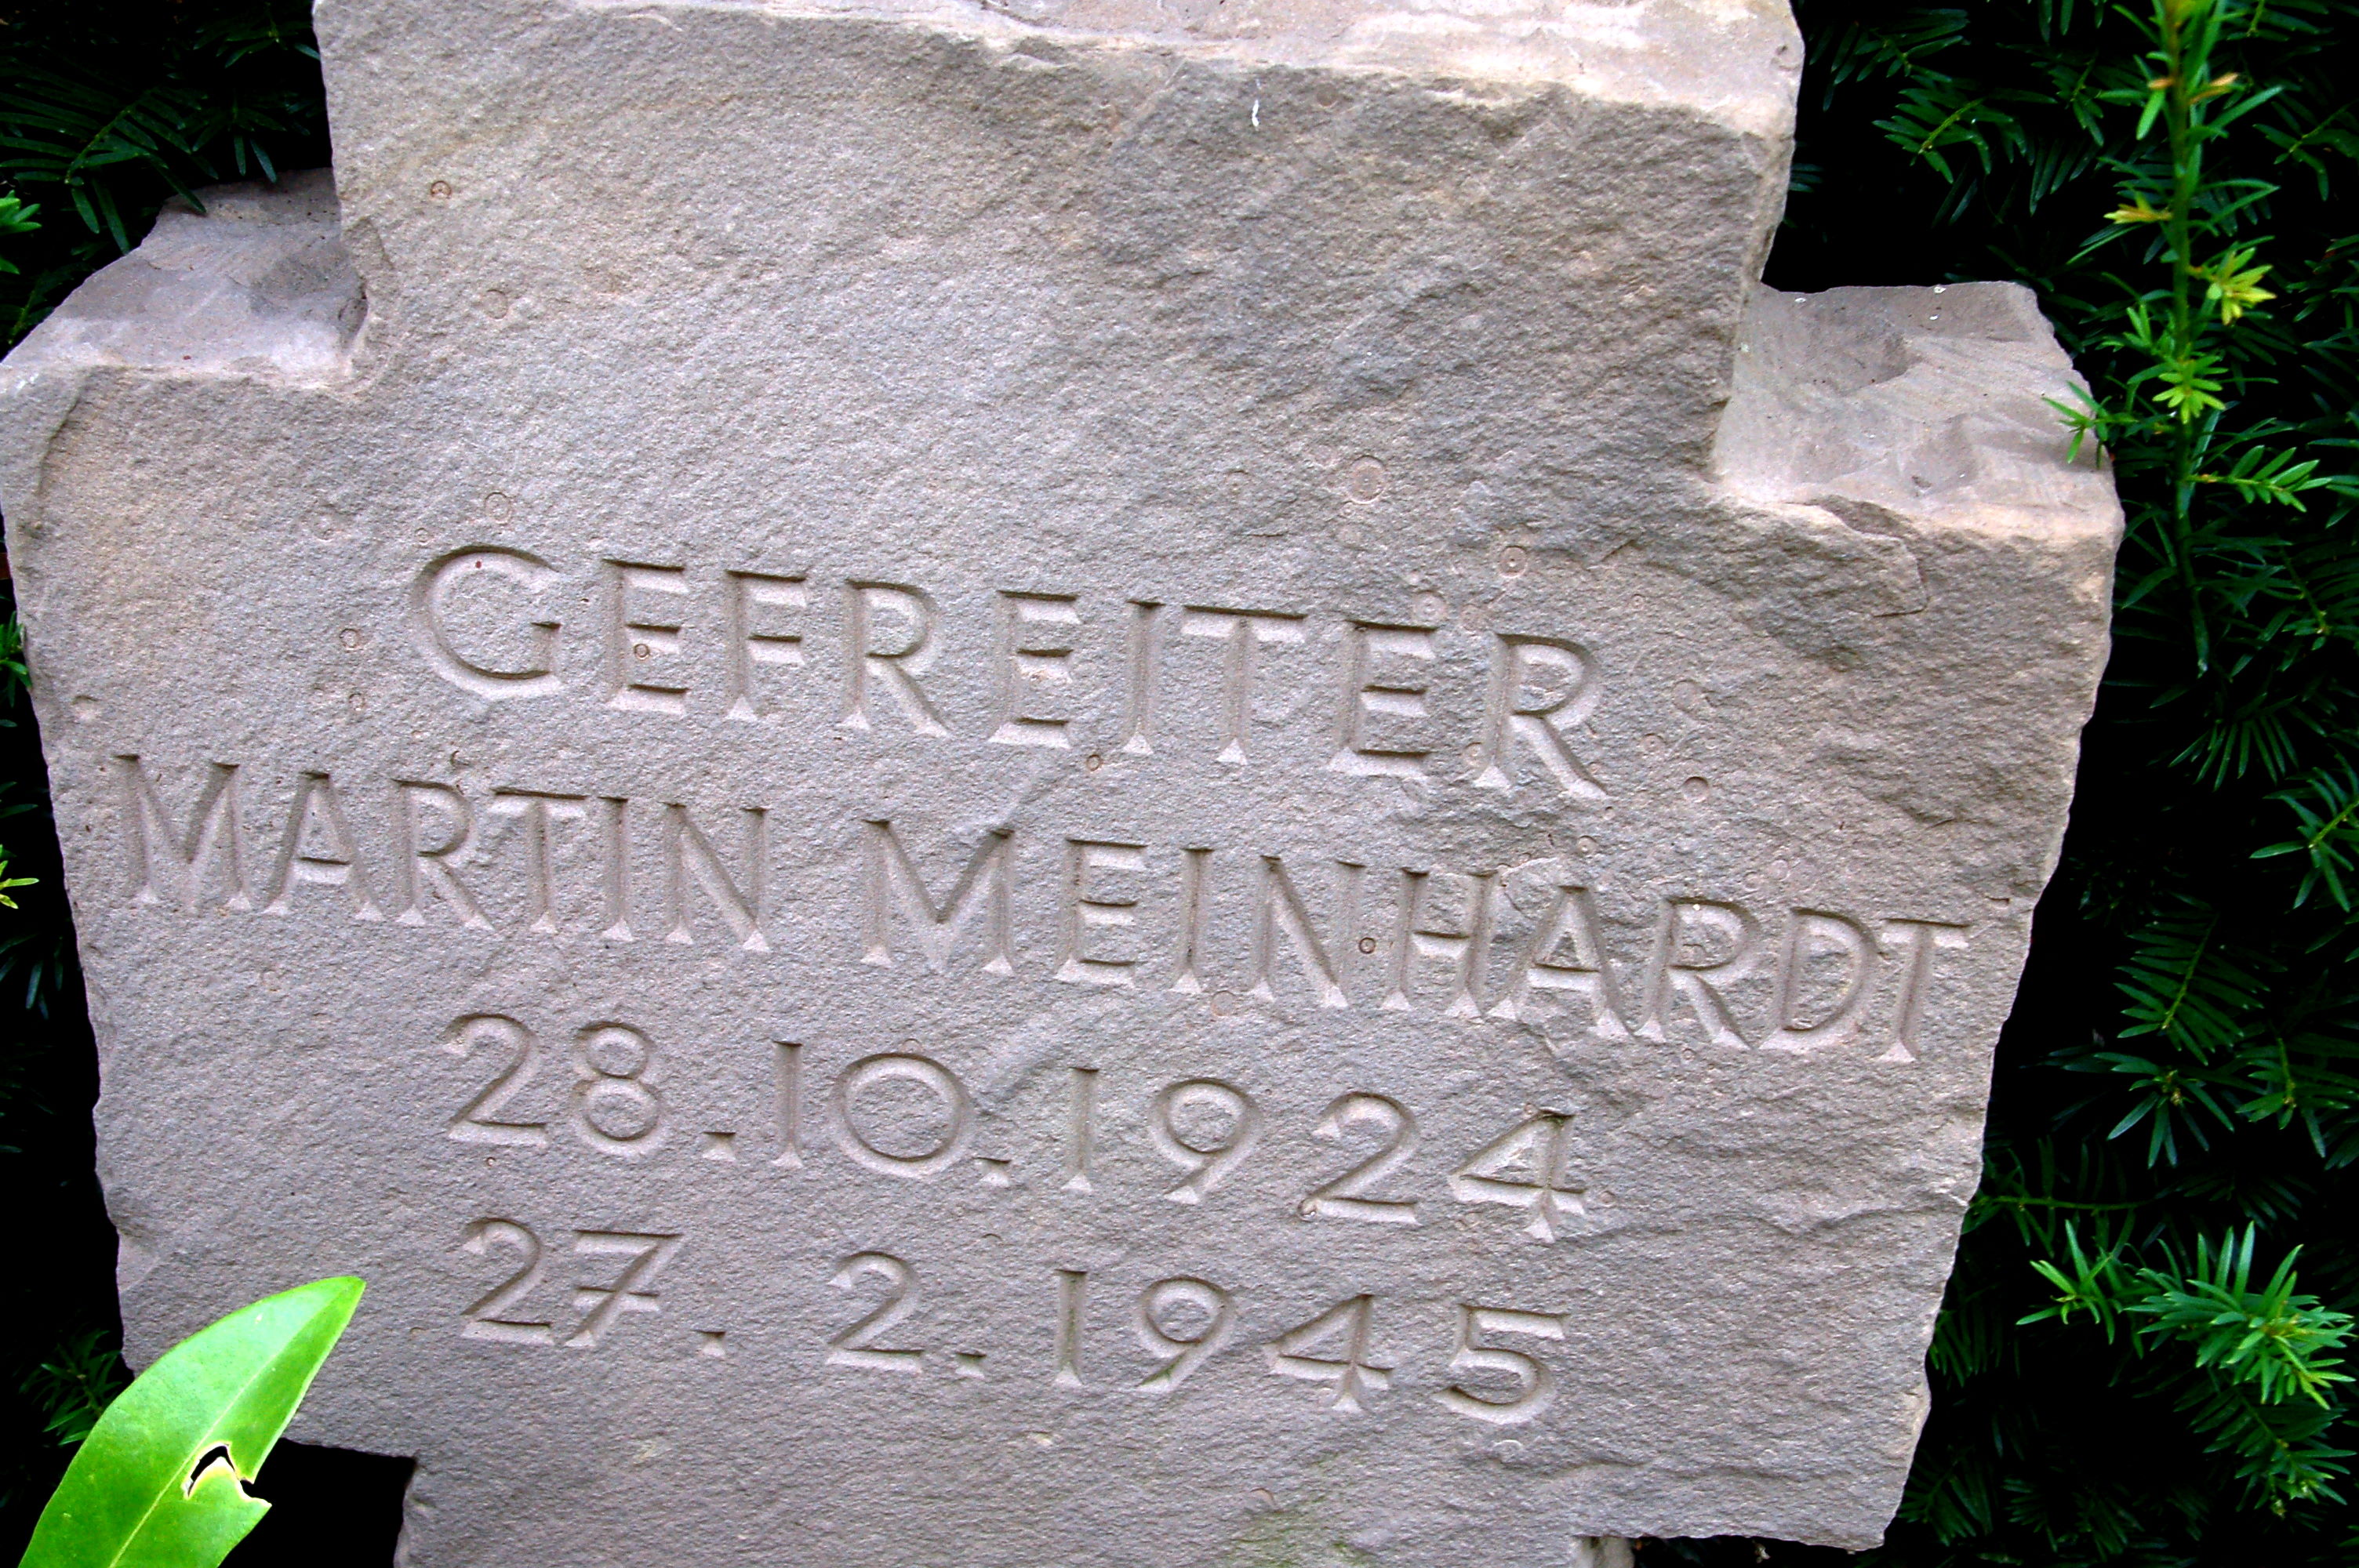 GEFREITER
MARTIN MEINHARDT
28.10.1924
27.2.1945